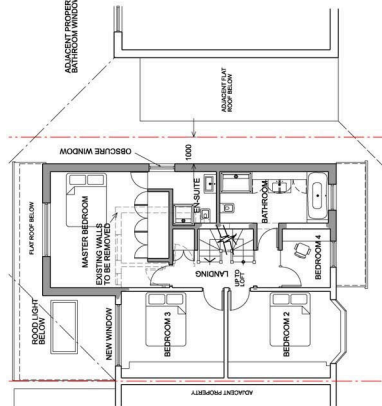 ADJACENT PROPER
BATHROOM WINDOW
ADJACENT FLAT
ROOF BELOW
OBSCURE WINDOW
1000
FLAT ROOF BELOW
MASTER BEDROOM
EXISTING WALLS
TO BE REMOVED
EN-SUITE
BATHROOM
ROOD LIGHT
BELOW
NEW WINDOW
LANDING
UP TO
LOFT
BEDROOM 4
BEDROOM 3
BEDROOM 2
ADJACENT PROPERTY